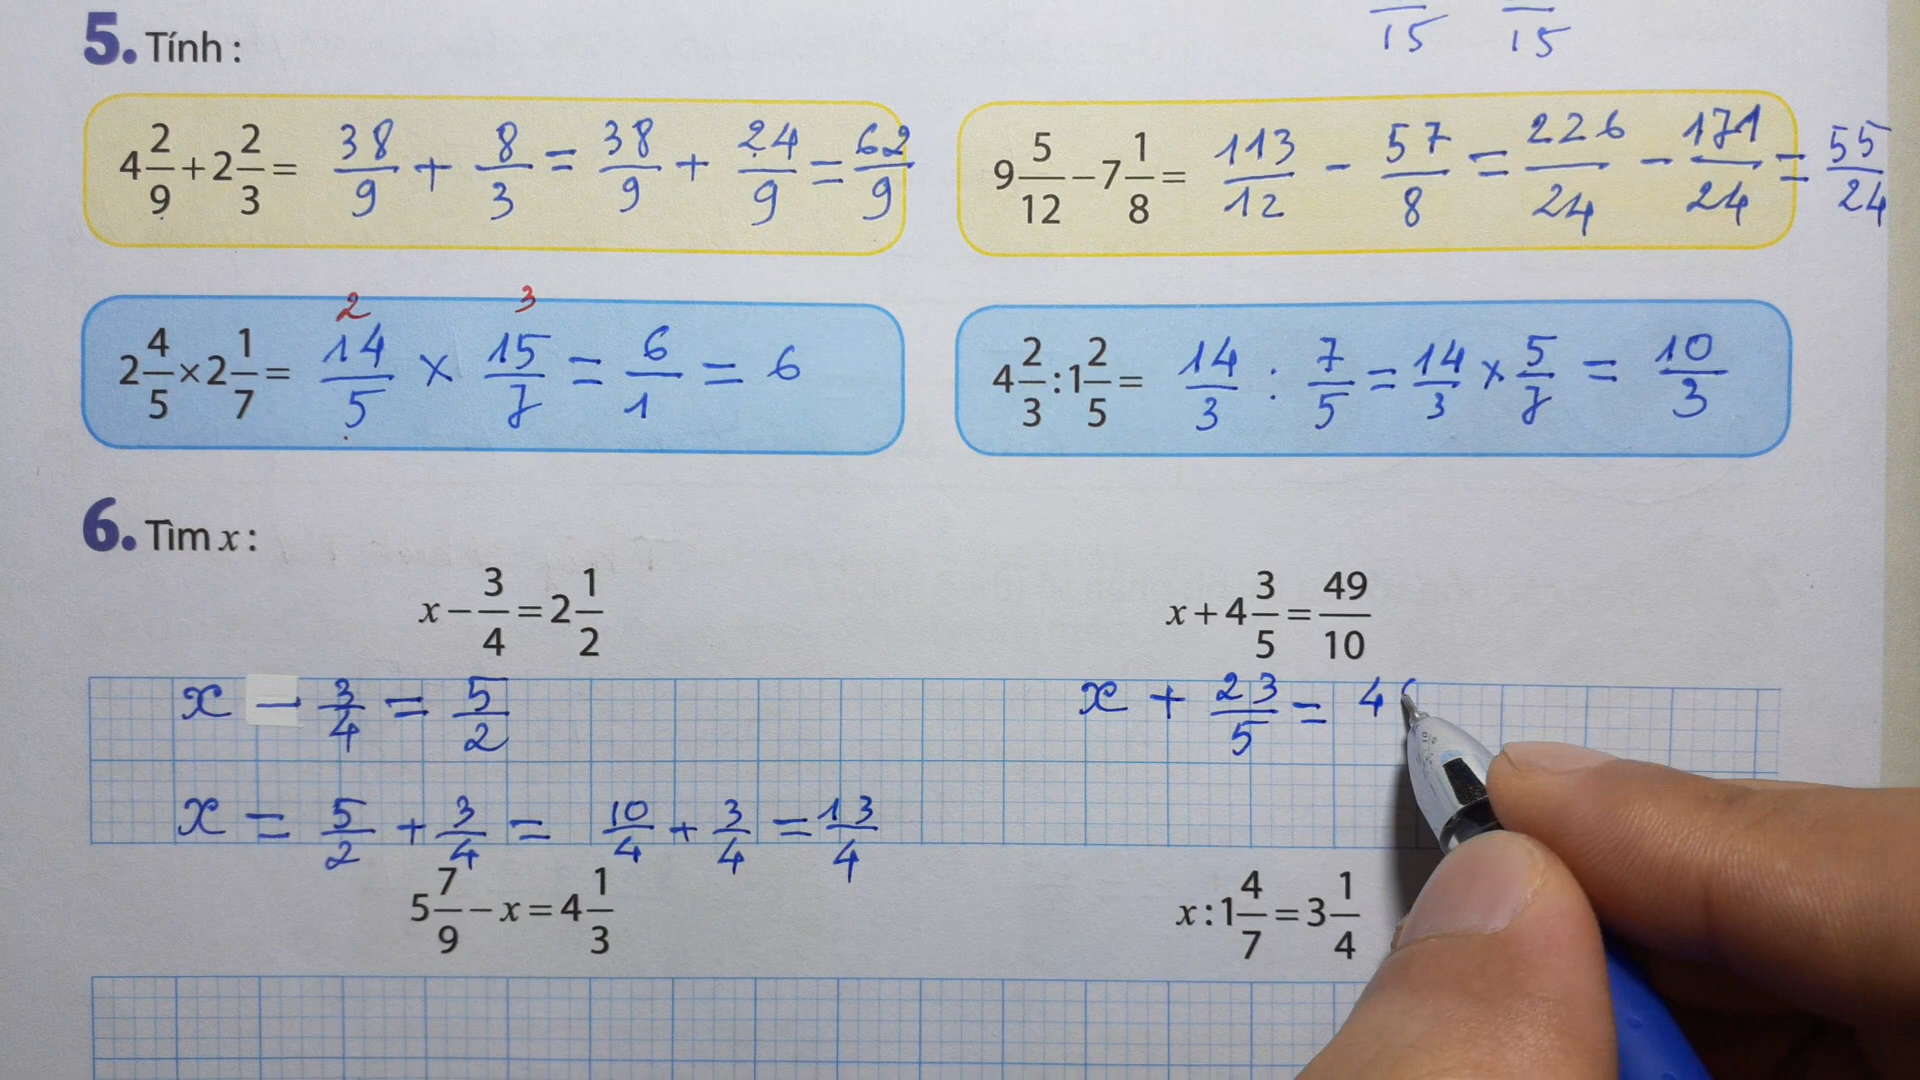 15 15
5. Tính :
4 2/9 + 2 2/3 = 38/9 + 8/3 = 38/9 + 24/9 = 62/9
9 5/12 − 7 1/8 = 113/12 - 57/8 = 226/24 - 171/24 = 55/24
2 3
2 4/5 × 2 1/7 = 14/5 × 15/7 = 6/1 = 6
4 2/3 : 1 2/5 = 14/3 : 7/5 = 14/3 × 5/7 = 10/3
6. Tìm x :
x − 3/4 = 2 1/2
x - 3/4 = 5/2
x = 5/2 + 3/4 = 10/4 + 3/4 = 13/4
x + 4 3/5 = 49/10
x + 23/5 = 4
5 7/9 − x = 4 1/3
x : 1 4/7 = 3 1/4